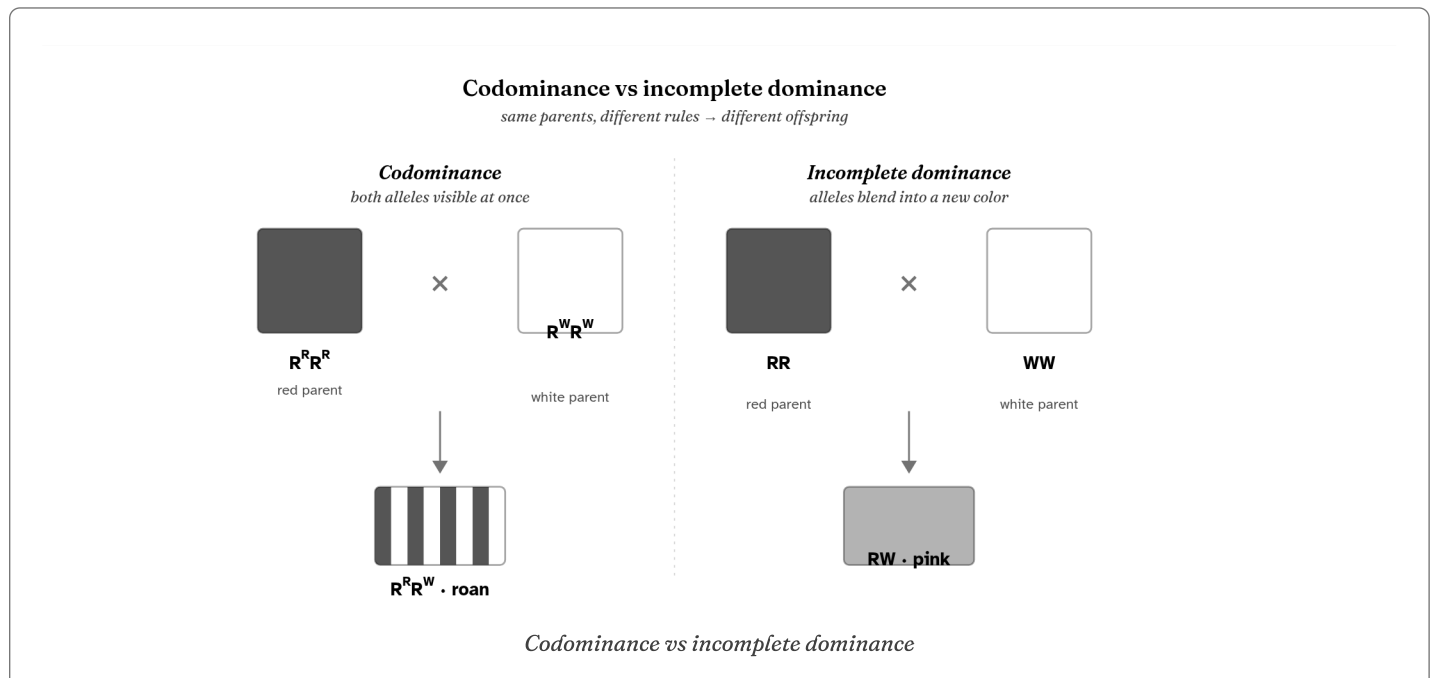 Codominance vs incomplete dominance
same parents, different rules → different offspring
Codominance
both alleles visible at once
×
RᴿRᴿ
red parent
RᵂRᵂ
white parent
RᴿRᵂ · roan
Incomplete dominance
alleles blend into a new color
×
RR
red parent
WW
white parent
RW · pink
Codominance vs incomplete dominance